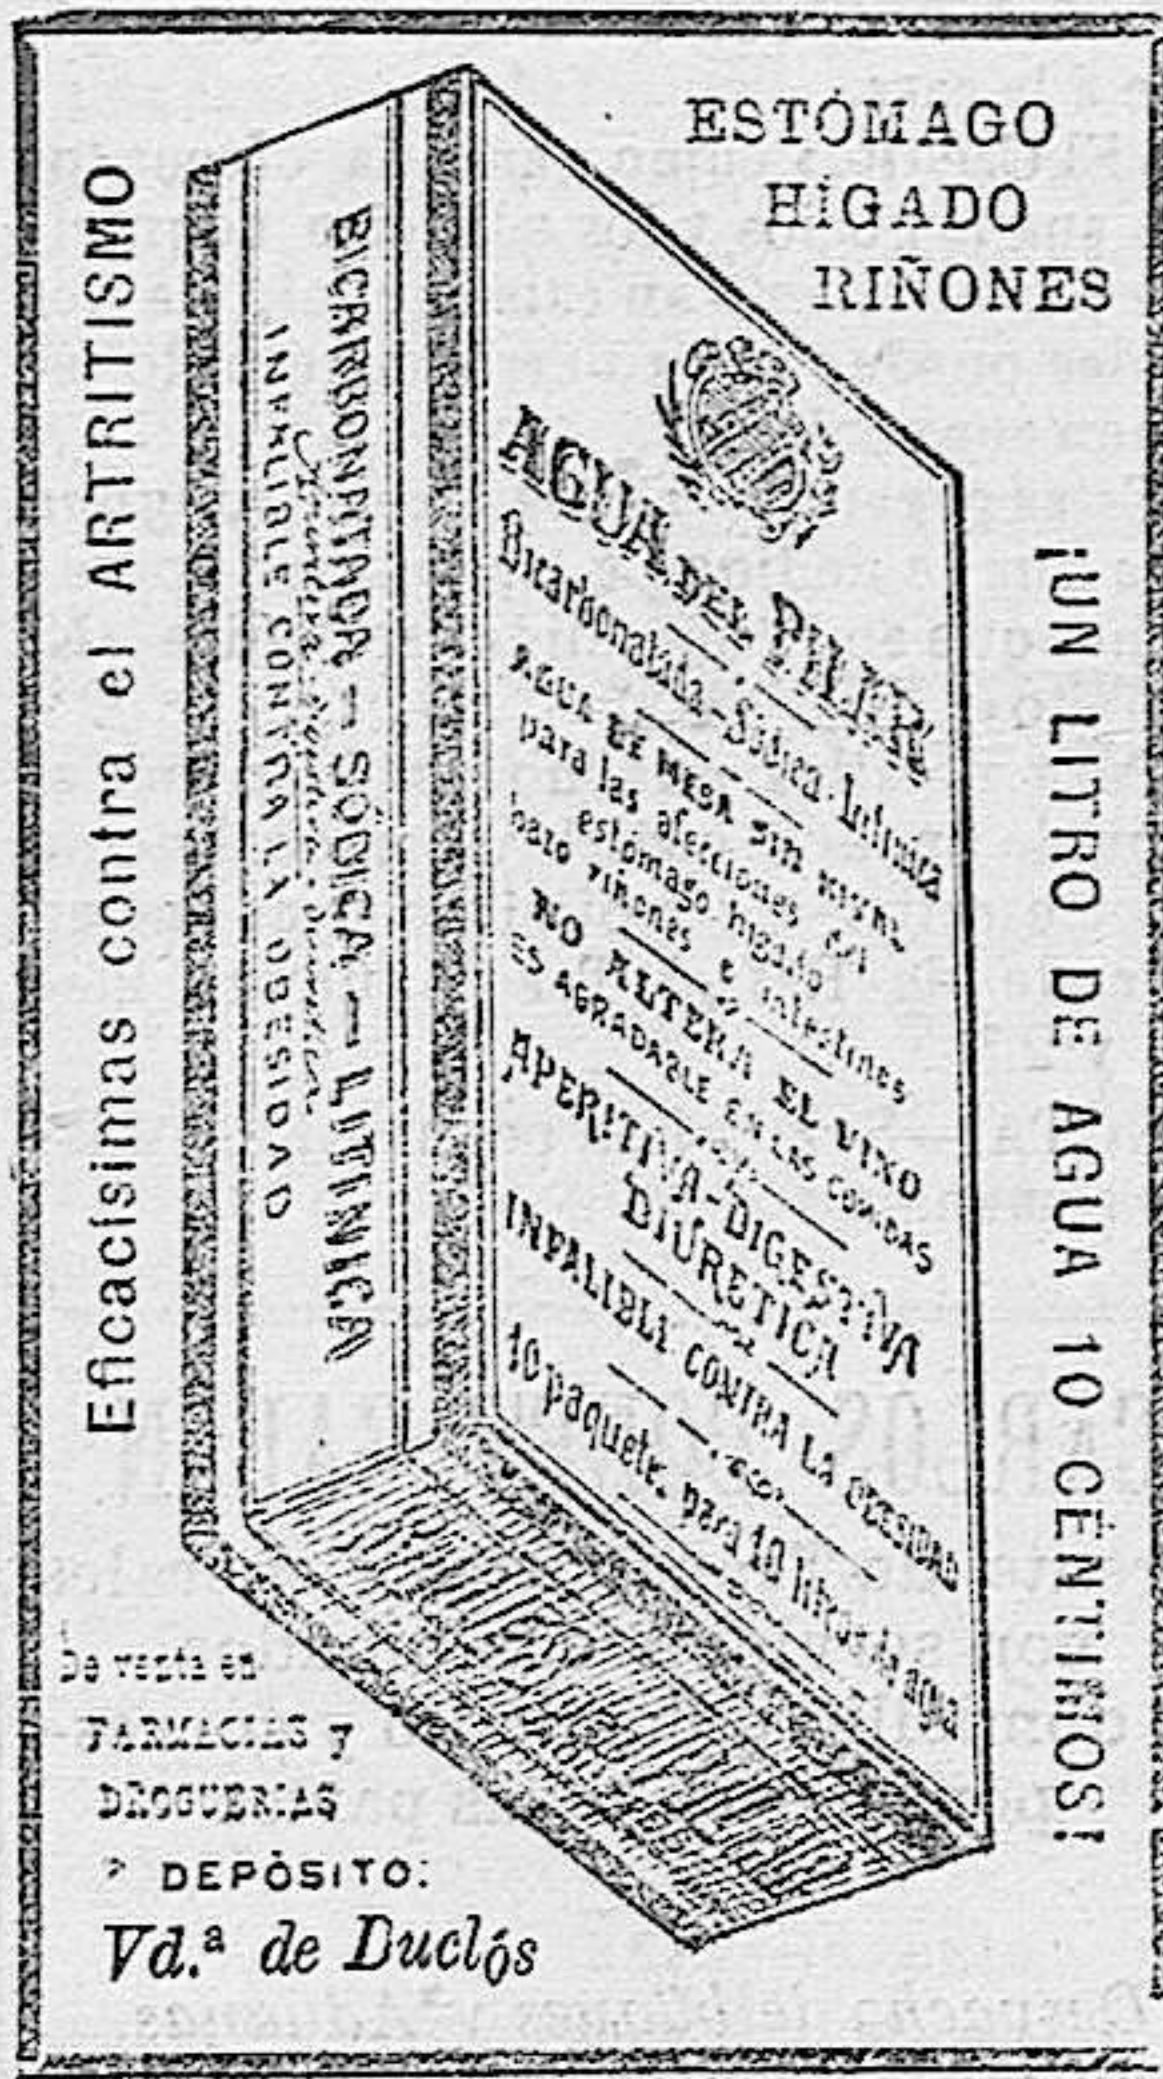 ESTÓMAGO
HÍGADO
RIÑONES
Eficacísimas contra el ARTRITISMO
BICARBONATADA - SÓDICA - LITÍNICA
INFALIBLE CONTRA LA OBESIDAD
AGUA DEL PILAR
Bicarbonatada-Sódica-Litínica
AGUA DE MESA SIN RIVAL
para las afecciones del
estómago hígado
bazo riñones e intestinos
NO ALTERA EL VINO
ES AGRADABLE EN LAS COMIDAS
APERITIVA-DIGESTIVA
DIURETICA
INFALIBLE CONTRA LA OBESIDAD
10 paquetes para 10 litros de agua
¡UN LITRO DE AGUA 10 CÉNTIMOS!
De venta en
FARMACIAS y
DROGUERIAS
DEPÓSITO:
Vd.ª de Duclós